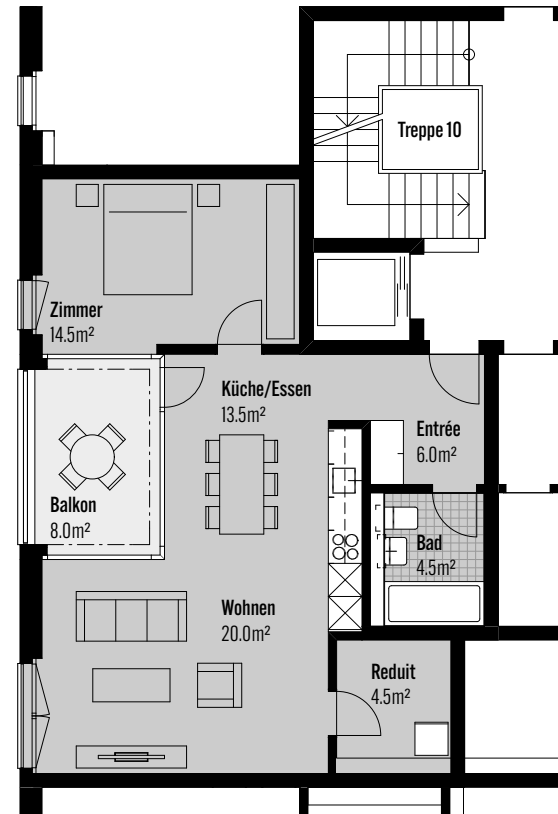 Treppe 10
Zimmer
14.5m²
Küche/Essen
13.5m²
Entrée
6.0m²
Balkon
8.0m²
Bad
4.5m²
Wohnen
20.0m²
Reduit
4.5m²